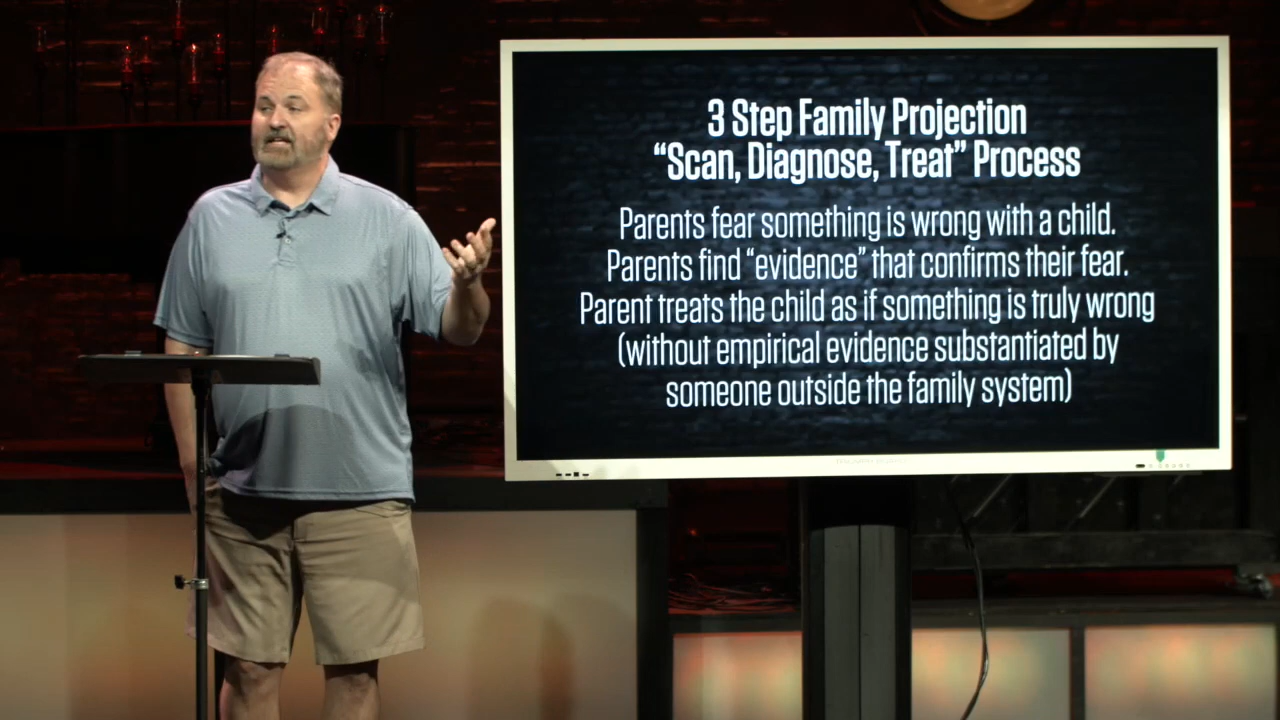 3 Step Family Projection
“Scan, Diagnose, Treat” Process
Parents fear something is wrong with a child.
Parents find “evidence” that confirms their fear.
Parent treats the child as if something is truly wrong
(without empirical evidence substantiated by
someone outside the family system)